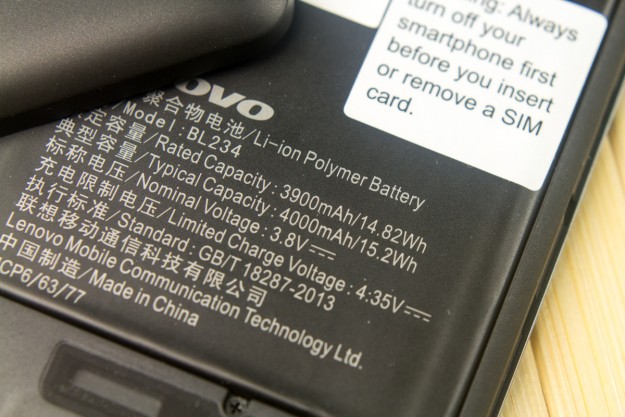 ovo
聚合物电池/Li-ion Polymer Battery
/Model: BL234
定容量/Rated Capacity: 3900mAh/14.82Wh
典型容量/Typical Capacity: 4000mAh/15.2Wh
标称电压/Nominal Voltage: 3.8V⎓
充电限制电压/Limited Charge Voltage: 4.35V⎓
执行标准/Standard: GB/T 18287-2013
联想移动通信科技有限公司
Lenovo Mobile Communication Technology Ltd.
中国制造/Made in China
CP6/63/77
Always
turn off your
smartphone first
before you insert
or remove a SIM
card.